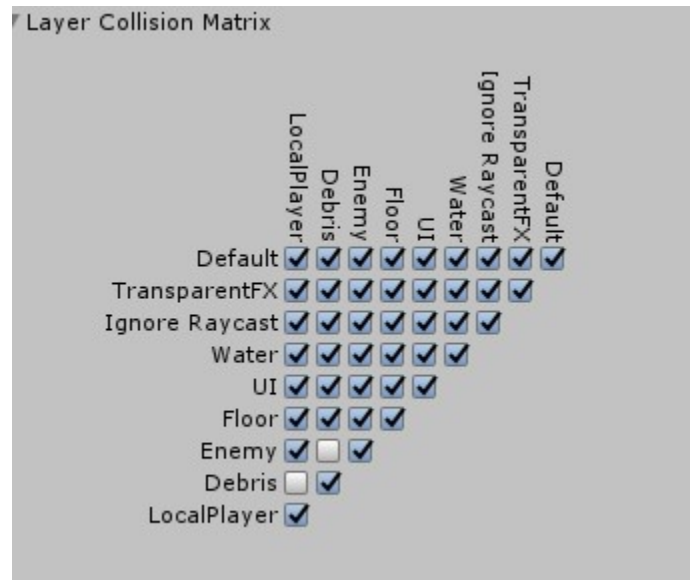 Layer Collision Matrix
LocalPlayer
Debris
Enemy
Floor
UI
Water
Ignore Raycast
TransparentFX
Default
Default
TransparentFX
Ignore Raycast
Water
UI
Floor
Enemy
Debris
LocalPlayer